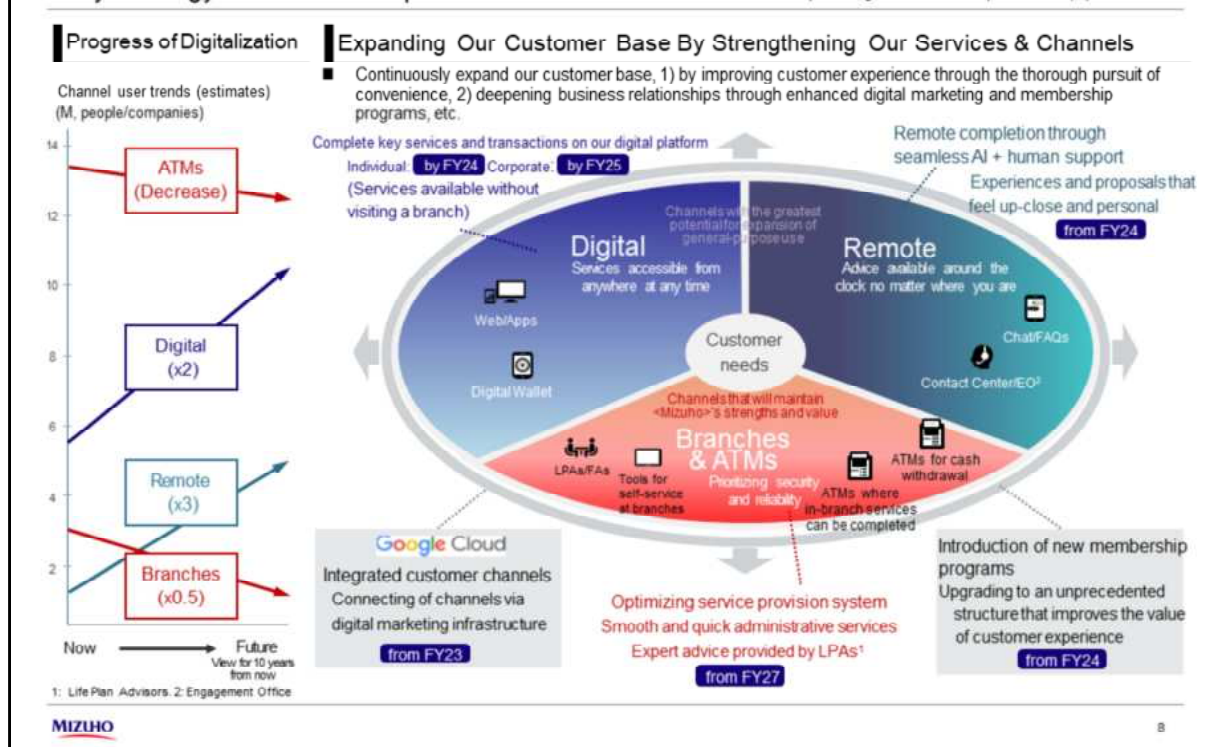 Progress of Digitalization
Expanding Our Customer Base By Strengthening Our Services & Channels
■ Continuously expand our customer base, 1) by improving customer experience through the thorough pursuit of
convenience, 2) deepening business relationships through enhanced digital marketing and membership
programs, etc.
Channel user trends (estimates)
(M, people/companies)
14
12
10
8
6
4
2
ATMs
(Decrease)
Digital
(x2)
Remote
(x3)
Branches
(x0.5)
Now
Future
View for 10 years
from now
Complete key services and transactions on our digital platform
Individual: by FY24 Corporate: by FY25
(Services available without
visiting a branch)
Remote completion through
seamless AI + human support
Experiences and proposals that
feel up-close and personal
from FY24
Channels with the greatest
potential for expansion of
general-purpose use
Digital
Services accessible from
anywhere at any time
Web/Apps
Digital Wallet
Remote
Advice available around the
clock no matter where you are
Chat/FAQs
Contact Center/EO²
Customer
needs
Channels that will maintain
<Mizuho>'s strengths and value
Branches
& ATMs
Prioritizing security
and reliability
LPAs/FAs
Tools for
self-service
at branches
ATMs where
in-branch services
can be completed
ATMs for cash
withdrawal
Google Cloud
Integrated customer channels
Connecting of channels via
digital marketing infrastructure
from FY23
Optimizing service provision system
Smooth and quick administrative services
Expert advice provided by LPAs¹
from FY27
Introduction of new membership
programs
Upgrading to an unprecedented
structure that improves the value
of customer experience
from FY24
1: Life Plan Advisors. 2: Engagement Office
MIZUHO
8